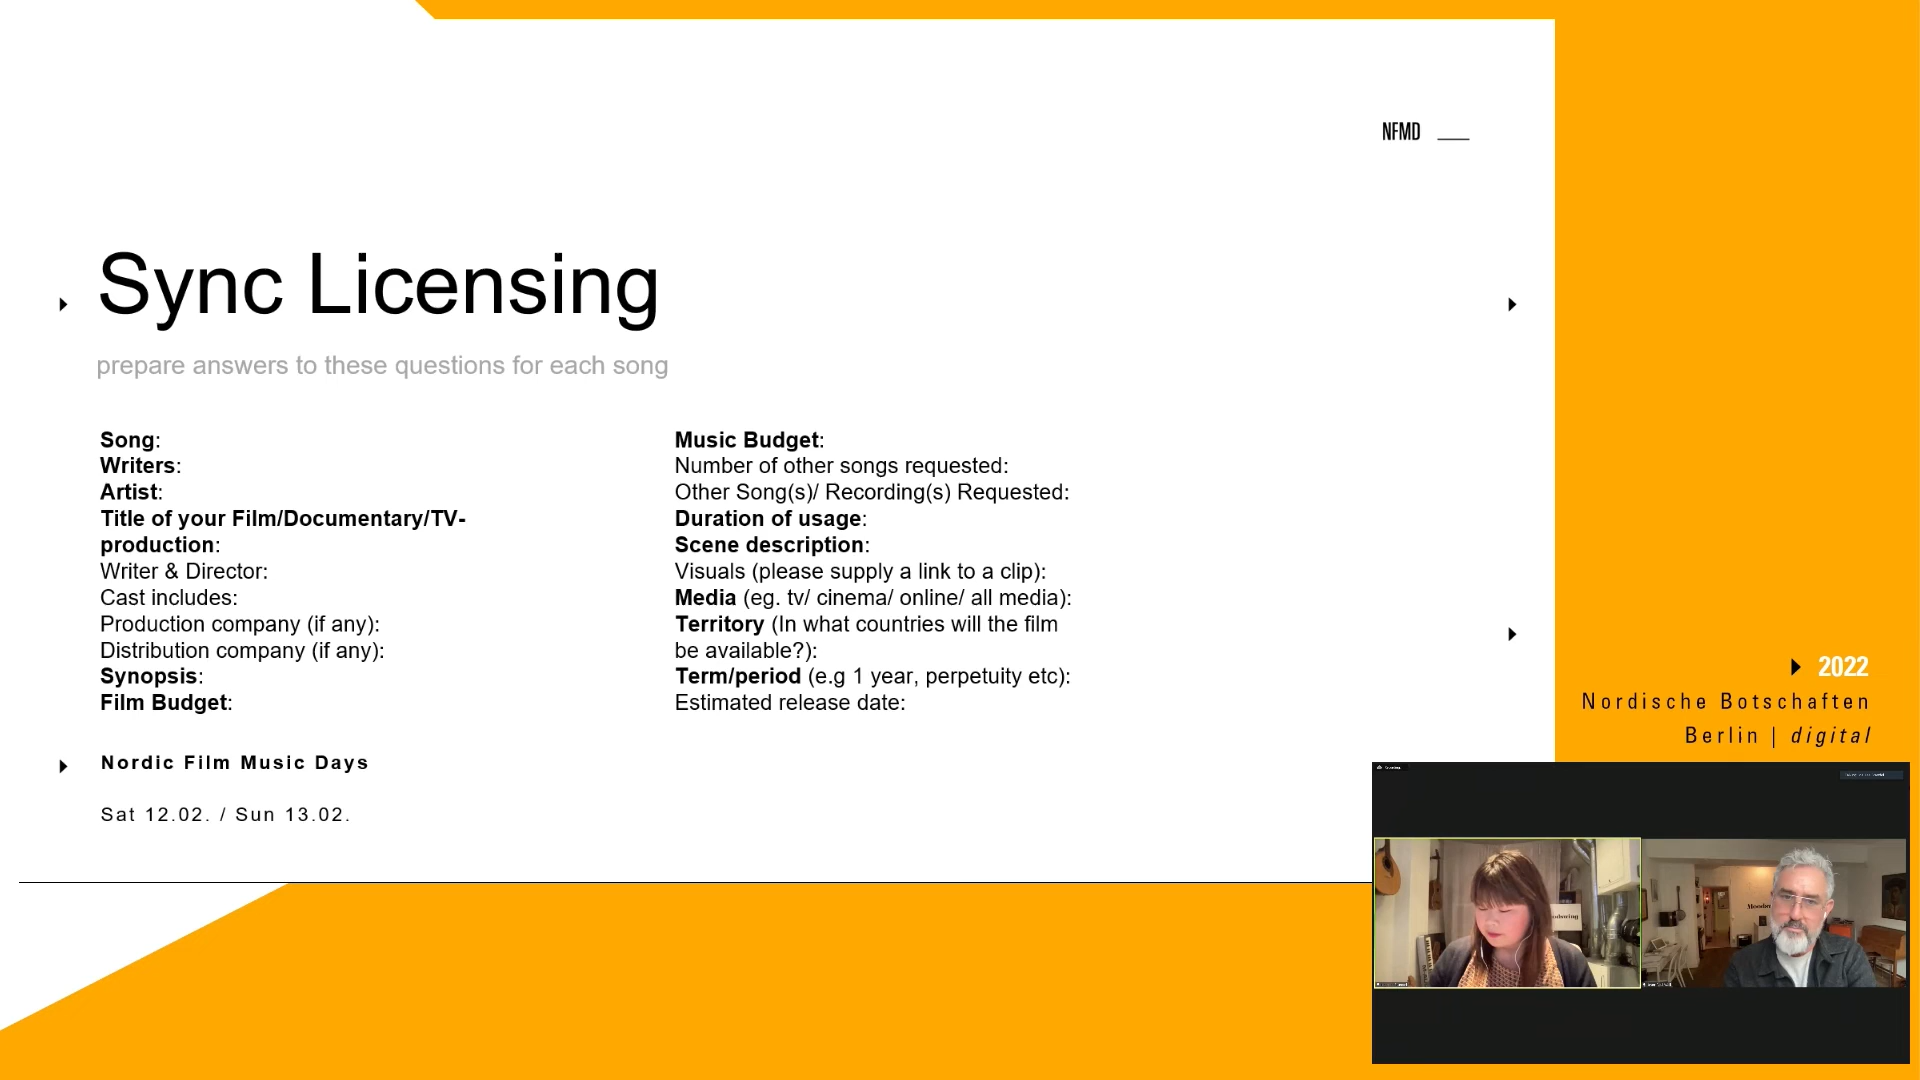 NFMD
Sync Licensing
prepare answers to these questions for each song
Song:
Writers:
Artist:
Title of your Film/Documentary/TV-
production:
Writer & Director:
Cast includes:
Production company (if any):
Distribution company (if any):
Synopsis:
Film Budget:
Music Budget:
Number of other songs requested:
Other Song(s)/ Recording(s) Requested:
Duration of usage:
Scene description:
Visuals (please supply a link to a clip):
Media (eg. tv/ cinema/ online/ all media):
Territory (In what countries will the film
be available?):
Term/period (e.g 1 year, perpetuity etc):
Estimated release date:
Nordic Film Music Days
Sat 12.02. / Sun 13.02.
2022
Nordische Botschaften
Berlin | digital